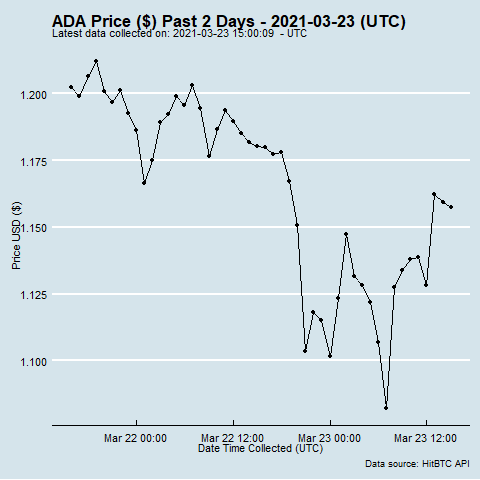 ADA Price ($) Past 2 Days - 2021-03-23 (UTC)
Latest data collected on: 2021-03-23 15:00:09  - UTC
1.200
1.175
1.150
1.125
1.100
Price USD ($)
Mar 22 00:00 Mar 22 12:00 Mar 23 00:00 Mar 23 12:00
Date Time Collected (UTC)
Data source: HitBTC API